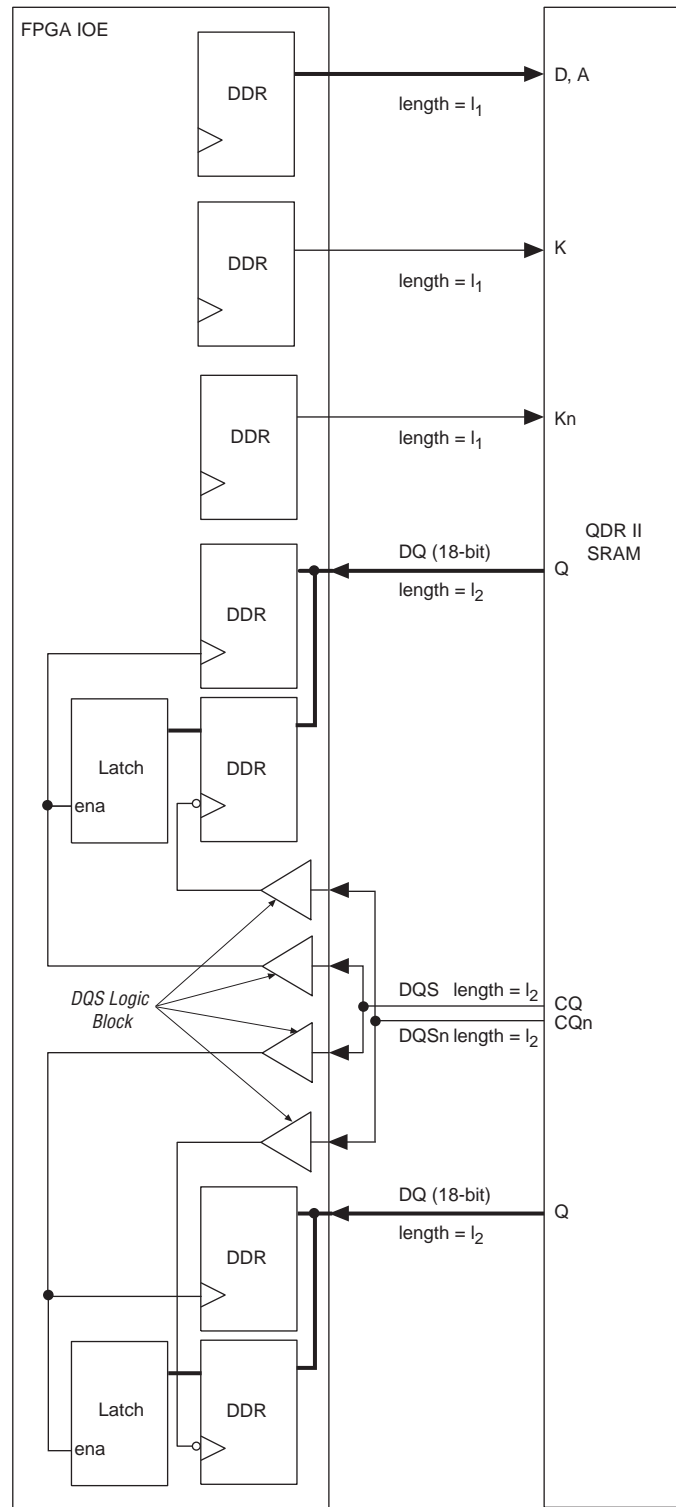 FPGA IOE
DDR
D, A
length = l₁
DDR
K
length = l₁
DDR
Kn
length = l₁
QDR II
SRAM
DQ (18-bit)
Q
DDR
length = l₂
Latch
DDR
ena
DQS Logic
Block
DQS length = l₂
CQ
CQn
DQSn length = l₂
DQ (18-bit)
Q
DDR
length = l₂
Latch
DDR
ena